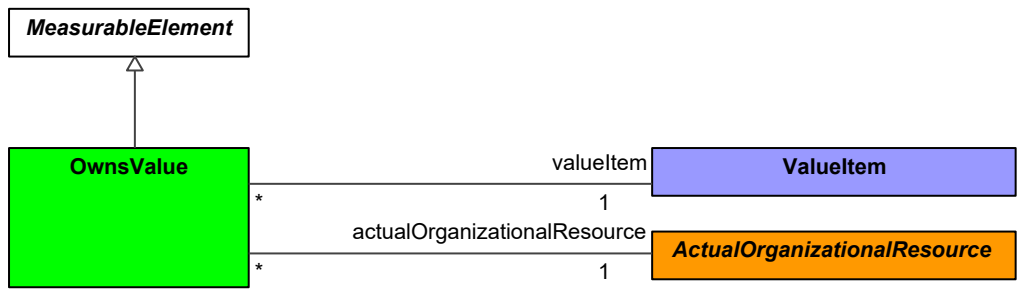 MeasurableElement
OwnsValue
valueItem
ValueItem
*
1
actualOrganizationalResource
ActualOrganizationalResource
*
1